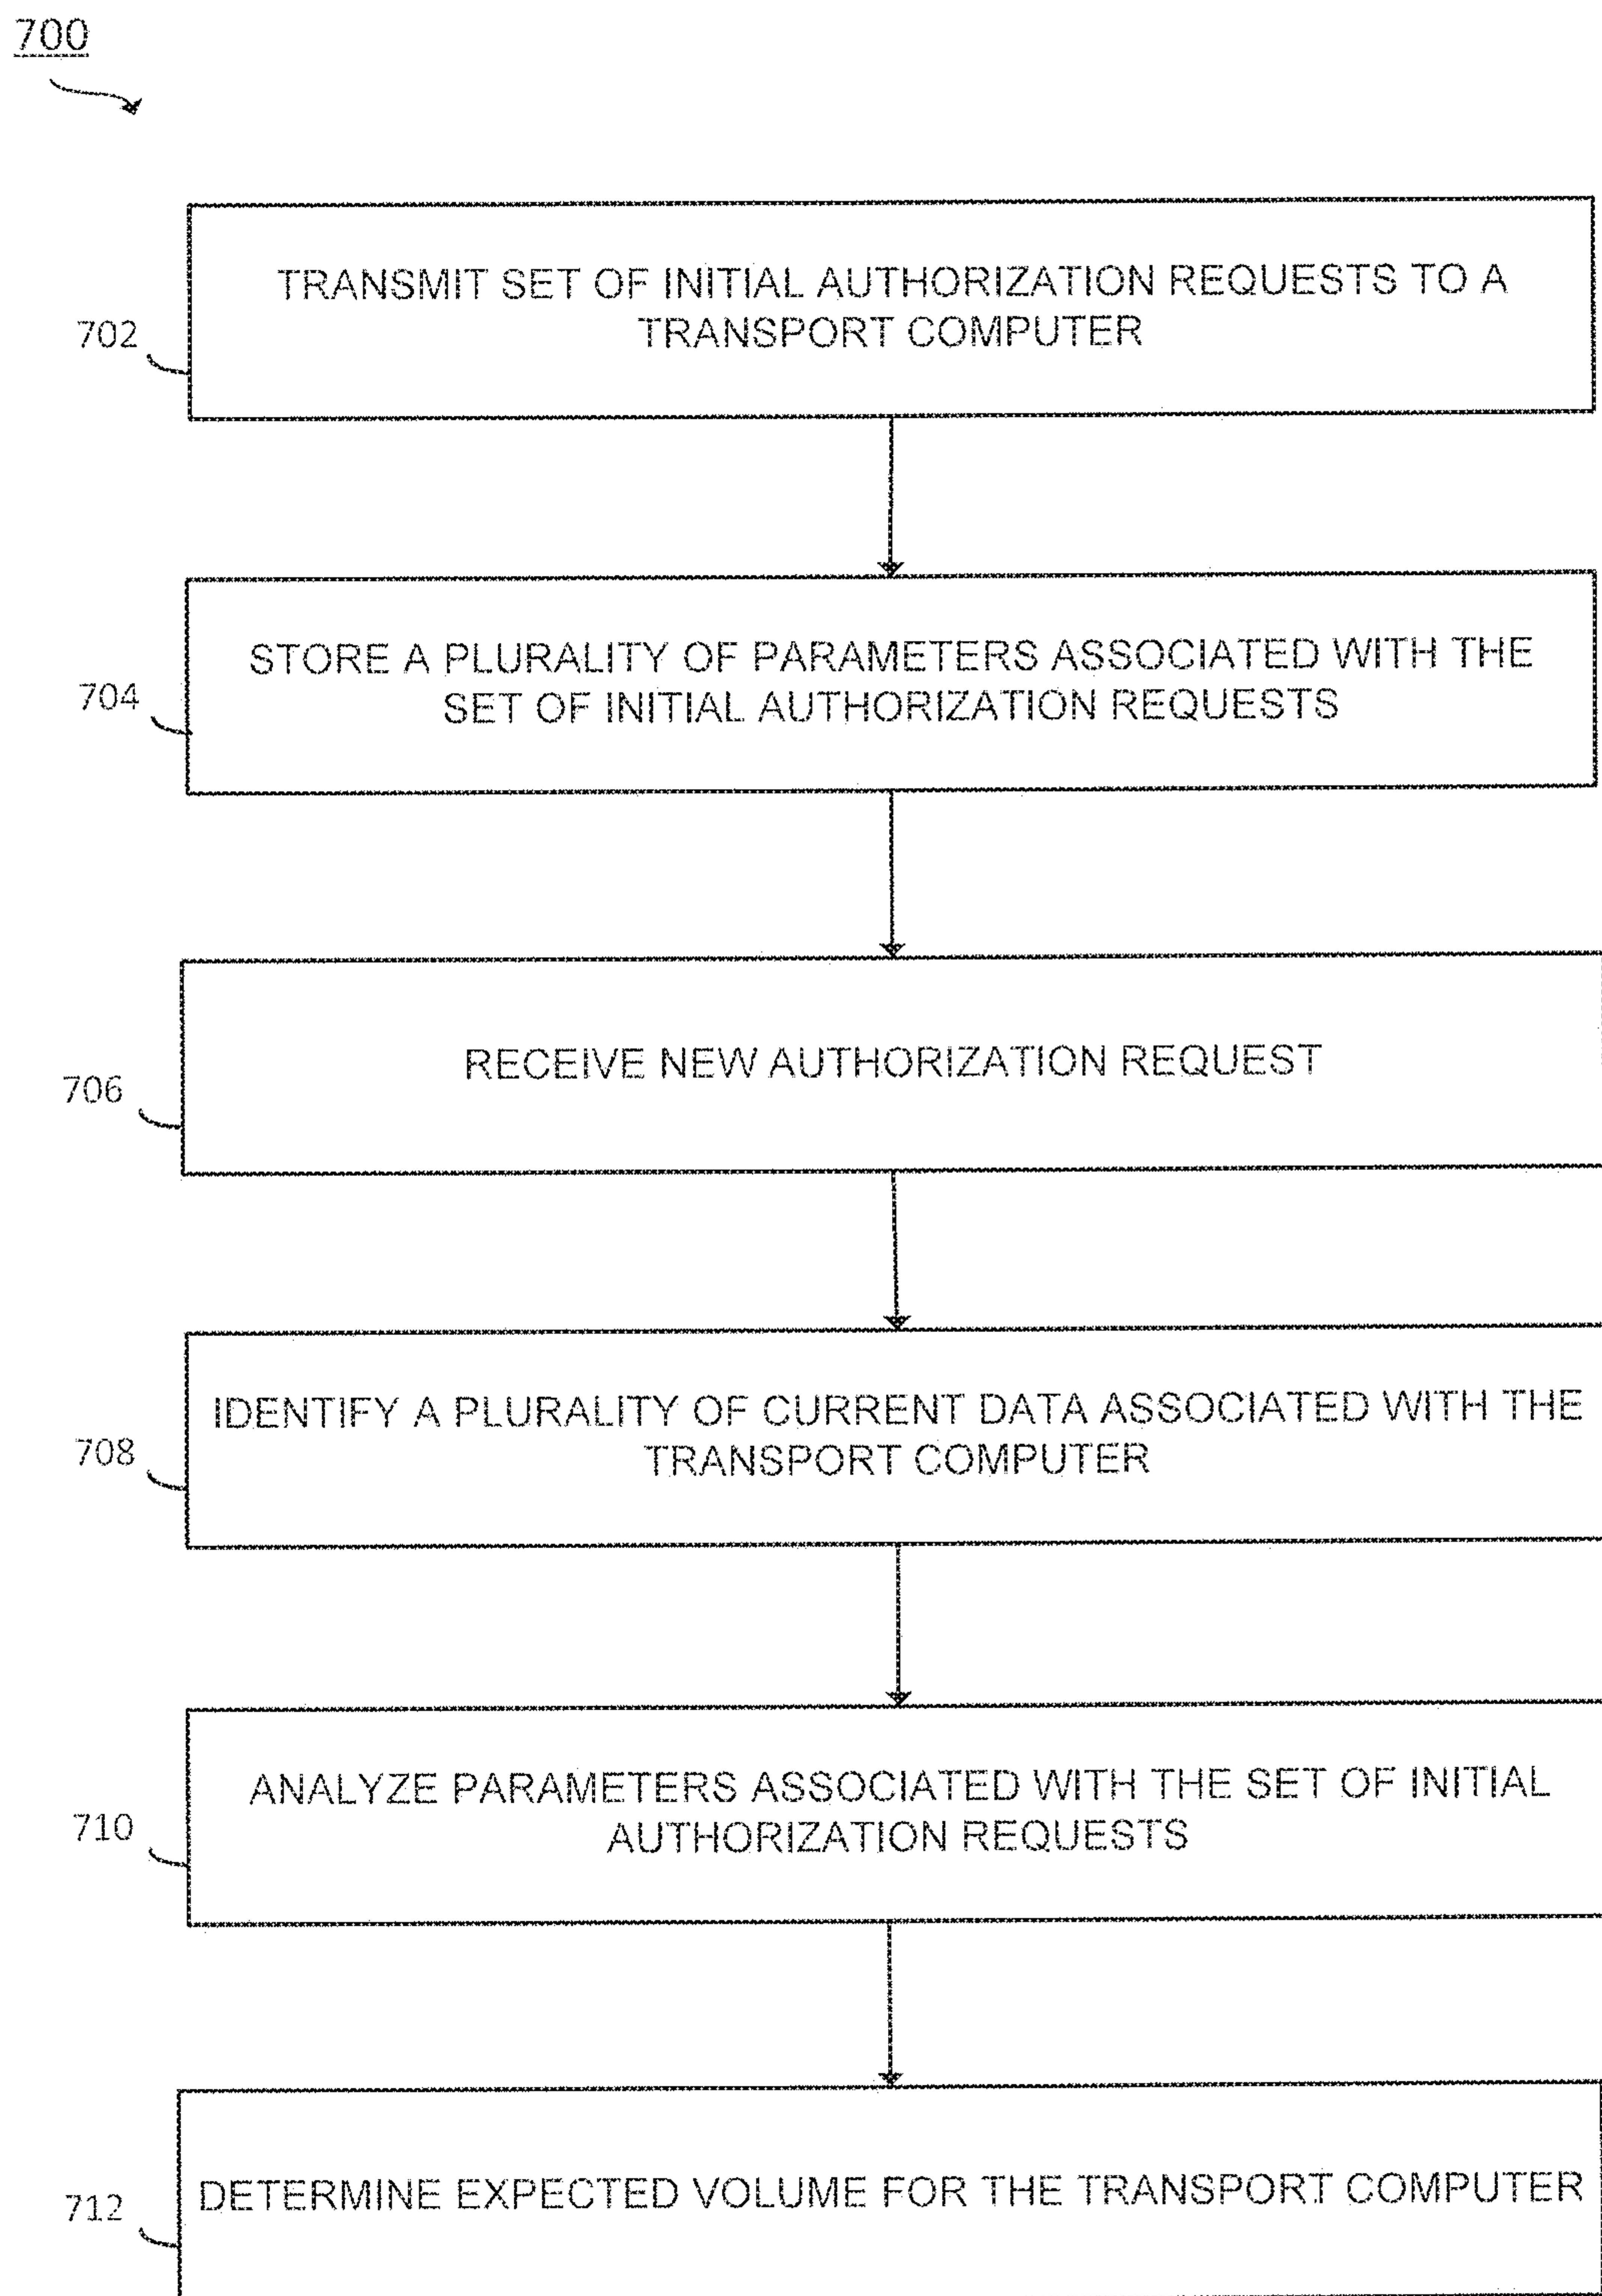 700
TRANSMIT SET OF INITIAL AUTHORIZATION REQUESTS TO A
TRANSPORT COMPUTER
702
STORE A PLURALITY OF PARAMETERS ASSOCIATED WITH THE
SET OF INITIAL AUTHORIZATION REQUESTS
704
RECEIVE NEW AUTHORIZATION REQUEST
706
IDENTIFY A PLURALITY OF CURRENT DATA ASSOCIATED WITH THE
TRANSPORT COMPUTER
708
ANALYZE PARAMETERS ASSOCIATED WITH THE SET OF INITIAL
AUTHORIZATION REQUESTS
710
DETERMINE EXPECTED VOLUME FOR THE TRANSPORT COMPUTER
712